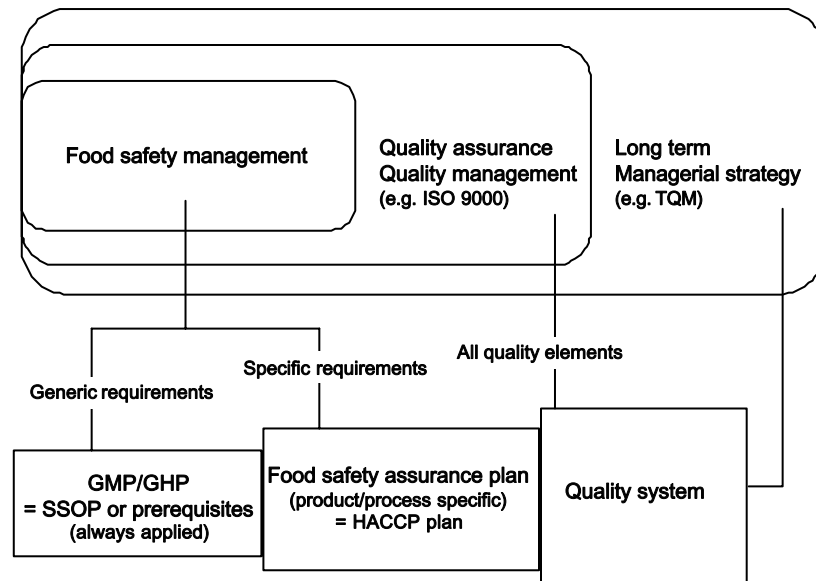 Food safety management
Quality assurance
Quality management
(e.g. ISO 9000)
Long term
Managerial strategy
(e.g. TQM)
Generic requirements
Specific requirements
All quality elements
GMP/GHP
= SSOP or prerequisites
(always applied)
Food safety assurance plan
(product/process specific)
= HACCP plan
Quality system